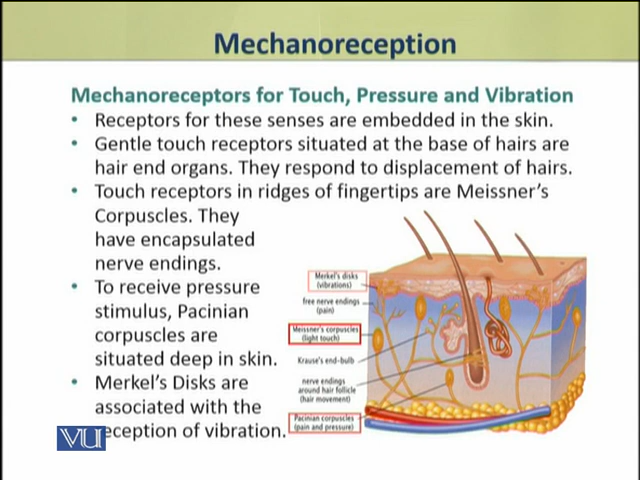 Mechanoreception
Mechanoreceptors for Touch, Pressure and Vibration
• Receptors for these senses are embedded in the skin.
• Gentle touch receptors situated at the base of hairs are
hair end organs. They respond to displacement of hairs.
• Touch receptors in ridges of fingertips are Meissner's
Corpuscles. They
have encapsulated
nerve endings.
• To receive pressure
stimulus, Pacinian
corpuscles are
situated deep in skin.
• Merkel's Disks are
associated with the
eception of vibration.
VU
Merkel's disks
(vibrations)
free nerve endings
(pain)
Meissner's corpuscles
(light touch)
Krause's end-bulb
nerve endings
around hair follicle
(hair movement)
Pacinian corpuscles
(pain and pressure)